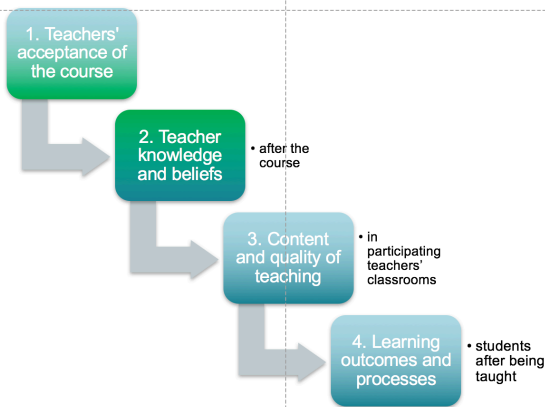 1. Teachers'
acceptance of
the course
2. Teacher
knowledge
and beliefs
• after the
course
3. Content
and quality of
teaching
• in
participating
teachers'
classrooms
4. Learning
outcomes and
processes
• students
after being
taught